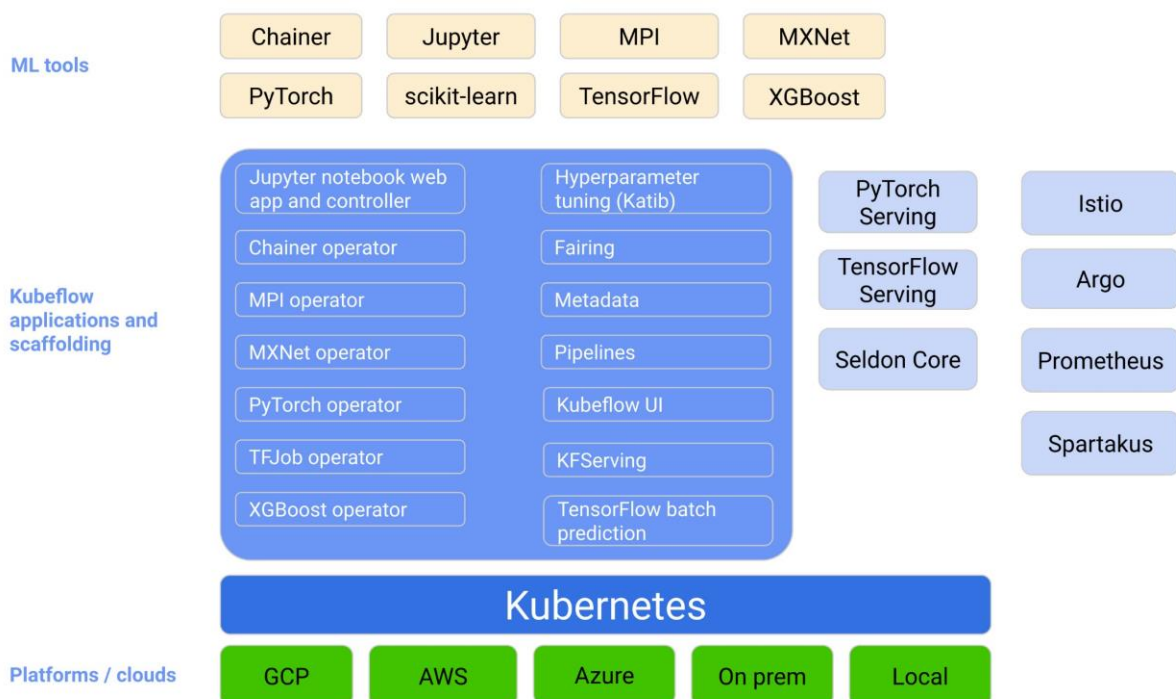 ML tools
Chainer
Jupyter
MPI
MXNet
PyTorch
scikit-learn
TensorFlow
XGBoost
Kubeflow
applications and
scaffolding
Jupyter notebook web
app and controller
Chainer operator
MPI operator
MXNet operator
PyTorch operator
TFJob operator
XGBoost operator
Hyperparameter
tuning (Katib)
Fairing
Metadata
Pipelines
Kubeflow UI
KFServing
TensorFlow batch
prediction
PyTorch
Serving
TensorFlow
Serving
Seldon Core
Istio
Argo
Prometheus
Spartakus
Kubernetes
Platforms / clouds
GCP
AWS
Azure
On prem
Local